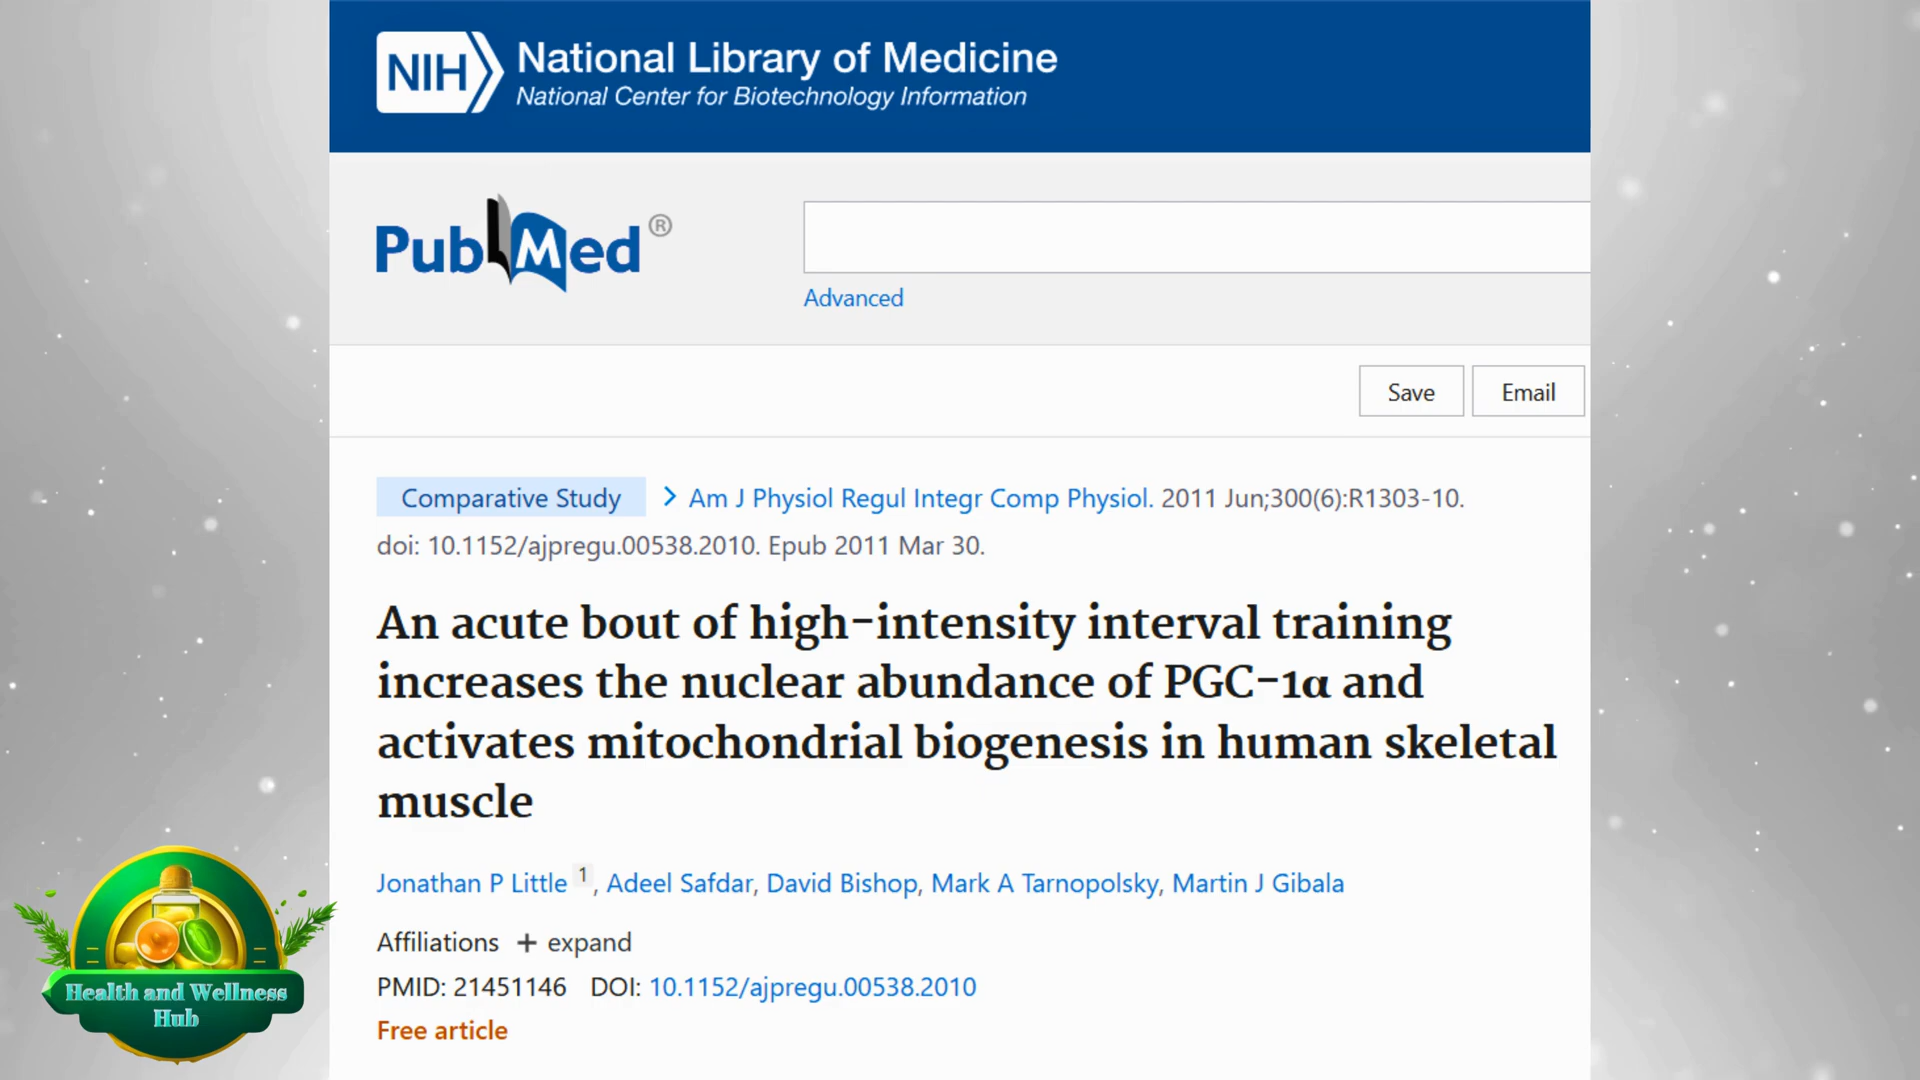 NIH National Library of Medicine
National Center for Biotechnology Information
PubMed®
Advanced
Save Email
Comparative Study > Am J Physiol Regul Integr Comp Physiol. 2011 Jun;300(6):R1303-10.
doi: 10.1152/ajpregu.00538.2010. Epub 2011 Mar 30.
An acute bout of high-intensity interval training
increases the nuclear abundance of PGC-1α and
activates mitochondrial biogenesis in human skeletal
muscle
Jonathan P Little 1, Adeel Safdar, David Bishop, Mark A Tarnopolsky, Martin J Gibala
Affiliations + expand
PMID: 21451146 DOI: 10.1152/ajpregu.00538.2010
Free article
Health and Wellness
Hub